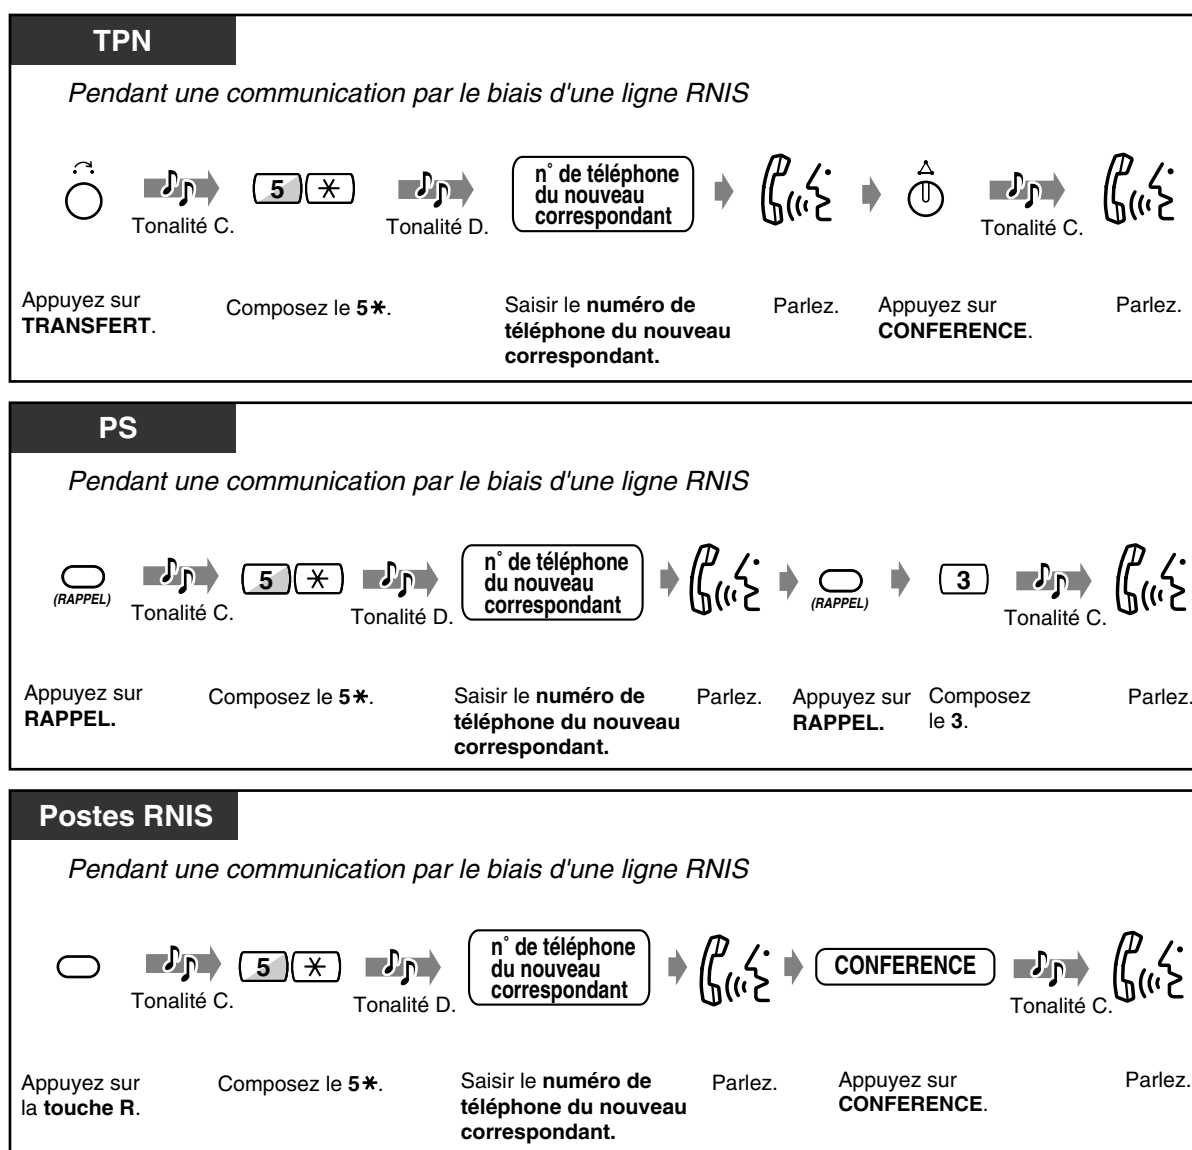 TPN
Pendant une communication par le biais d'une ligne RNIS
Tonalité C.
5 *
Tonalité D.
n° de téléphone
du nouveau
correspondant
Tonalité C.
Appuyez sur
TRANSFERT.
Composez le 5*.
Saisir le numéro de
téléphone du nouveau
correspondant.
Parlez.
Appuyez sur
CONFERENCE.
Parlez.
PS
Pendant une communication par le biais d'une ligne RNIS
(RAPPEL)
Tonalité C.
5 *
Tonalité D.
n° de téléphone
du nouveau
correspondant
(RAPPEL)
3
Tonalité C.
Appuyez sur
RAPPEL.
Composez le 5*.
Saisir le numéro de
téléphone du nouveau
correspondant.
Parlez.
Appuyez sur
RAPPEL.
Composez
le 3.
Parlez.
Postes RNIS
Pendant une communication par le biais d'une ligne RNIS
Tonalité C.
5 *
Tonalité D.
n° de téléphone
du nouveau
correspondant
CONFERENCE
Tonalité C.
Appuyez sur
la touche R.
Composez le 5*.
Saisir le numéro de
téléphone du nouveau
correspondant.
Parlez.
Appuyez sur
CONFERENCE.
Parlez.